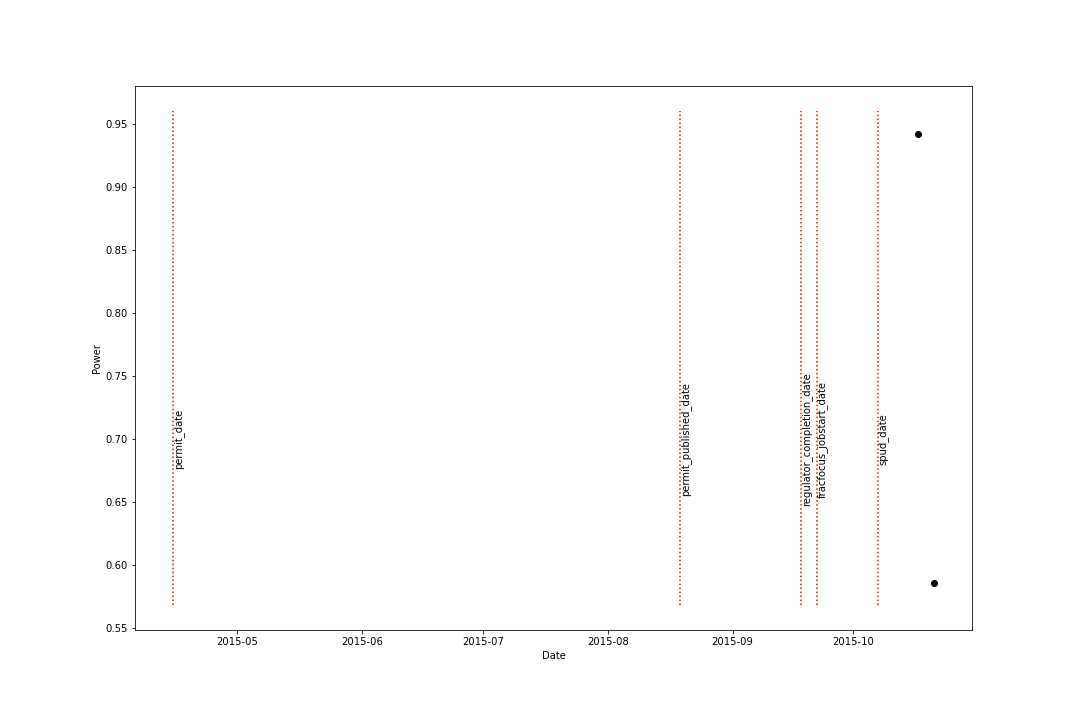 0.95
0.90
0.85
0.80
0.75
0.70
0.65
0.60
0.55
Power
permit_date
permit_published_date
regulator_completion_date
fracfocus_jobstart_date
spud_date
2015-05
2015-06
2015-07
2015-08
2015-09
2015-10
Date